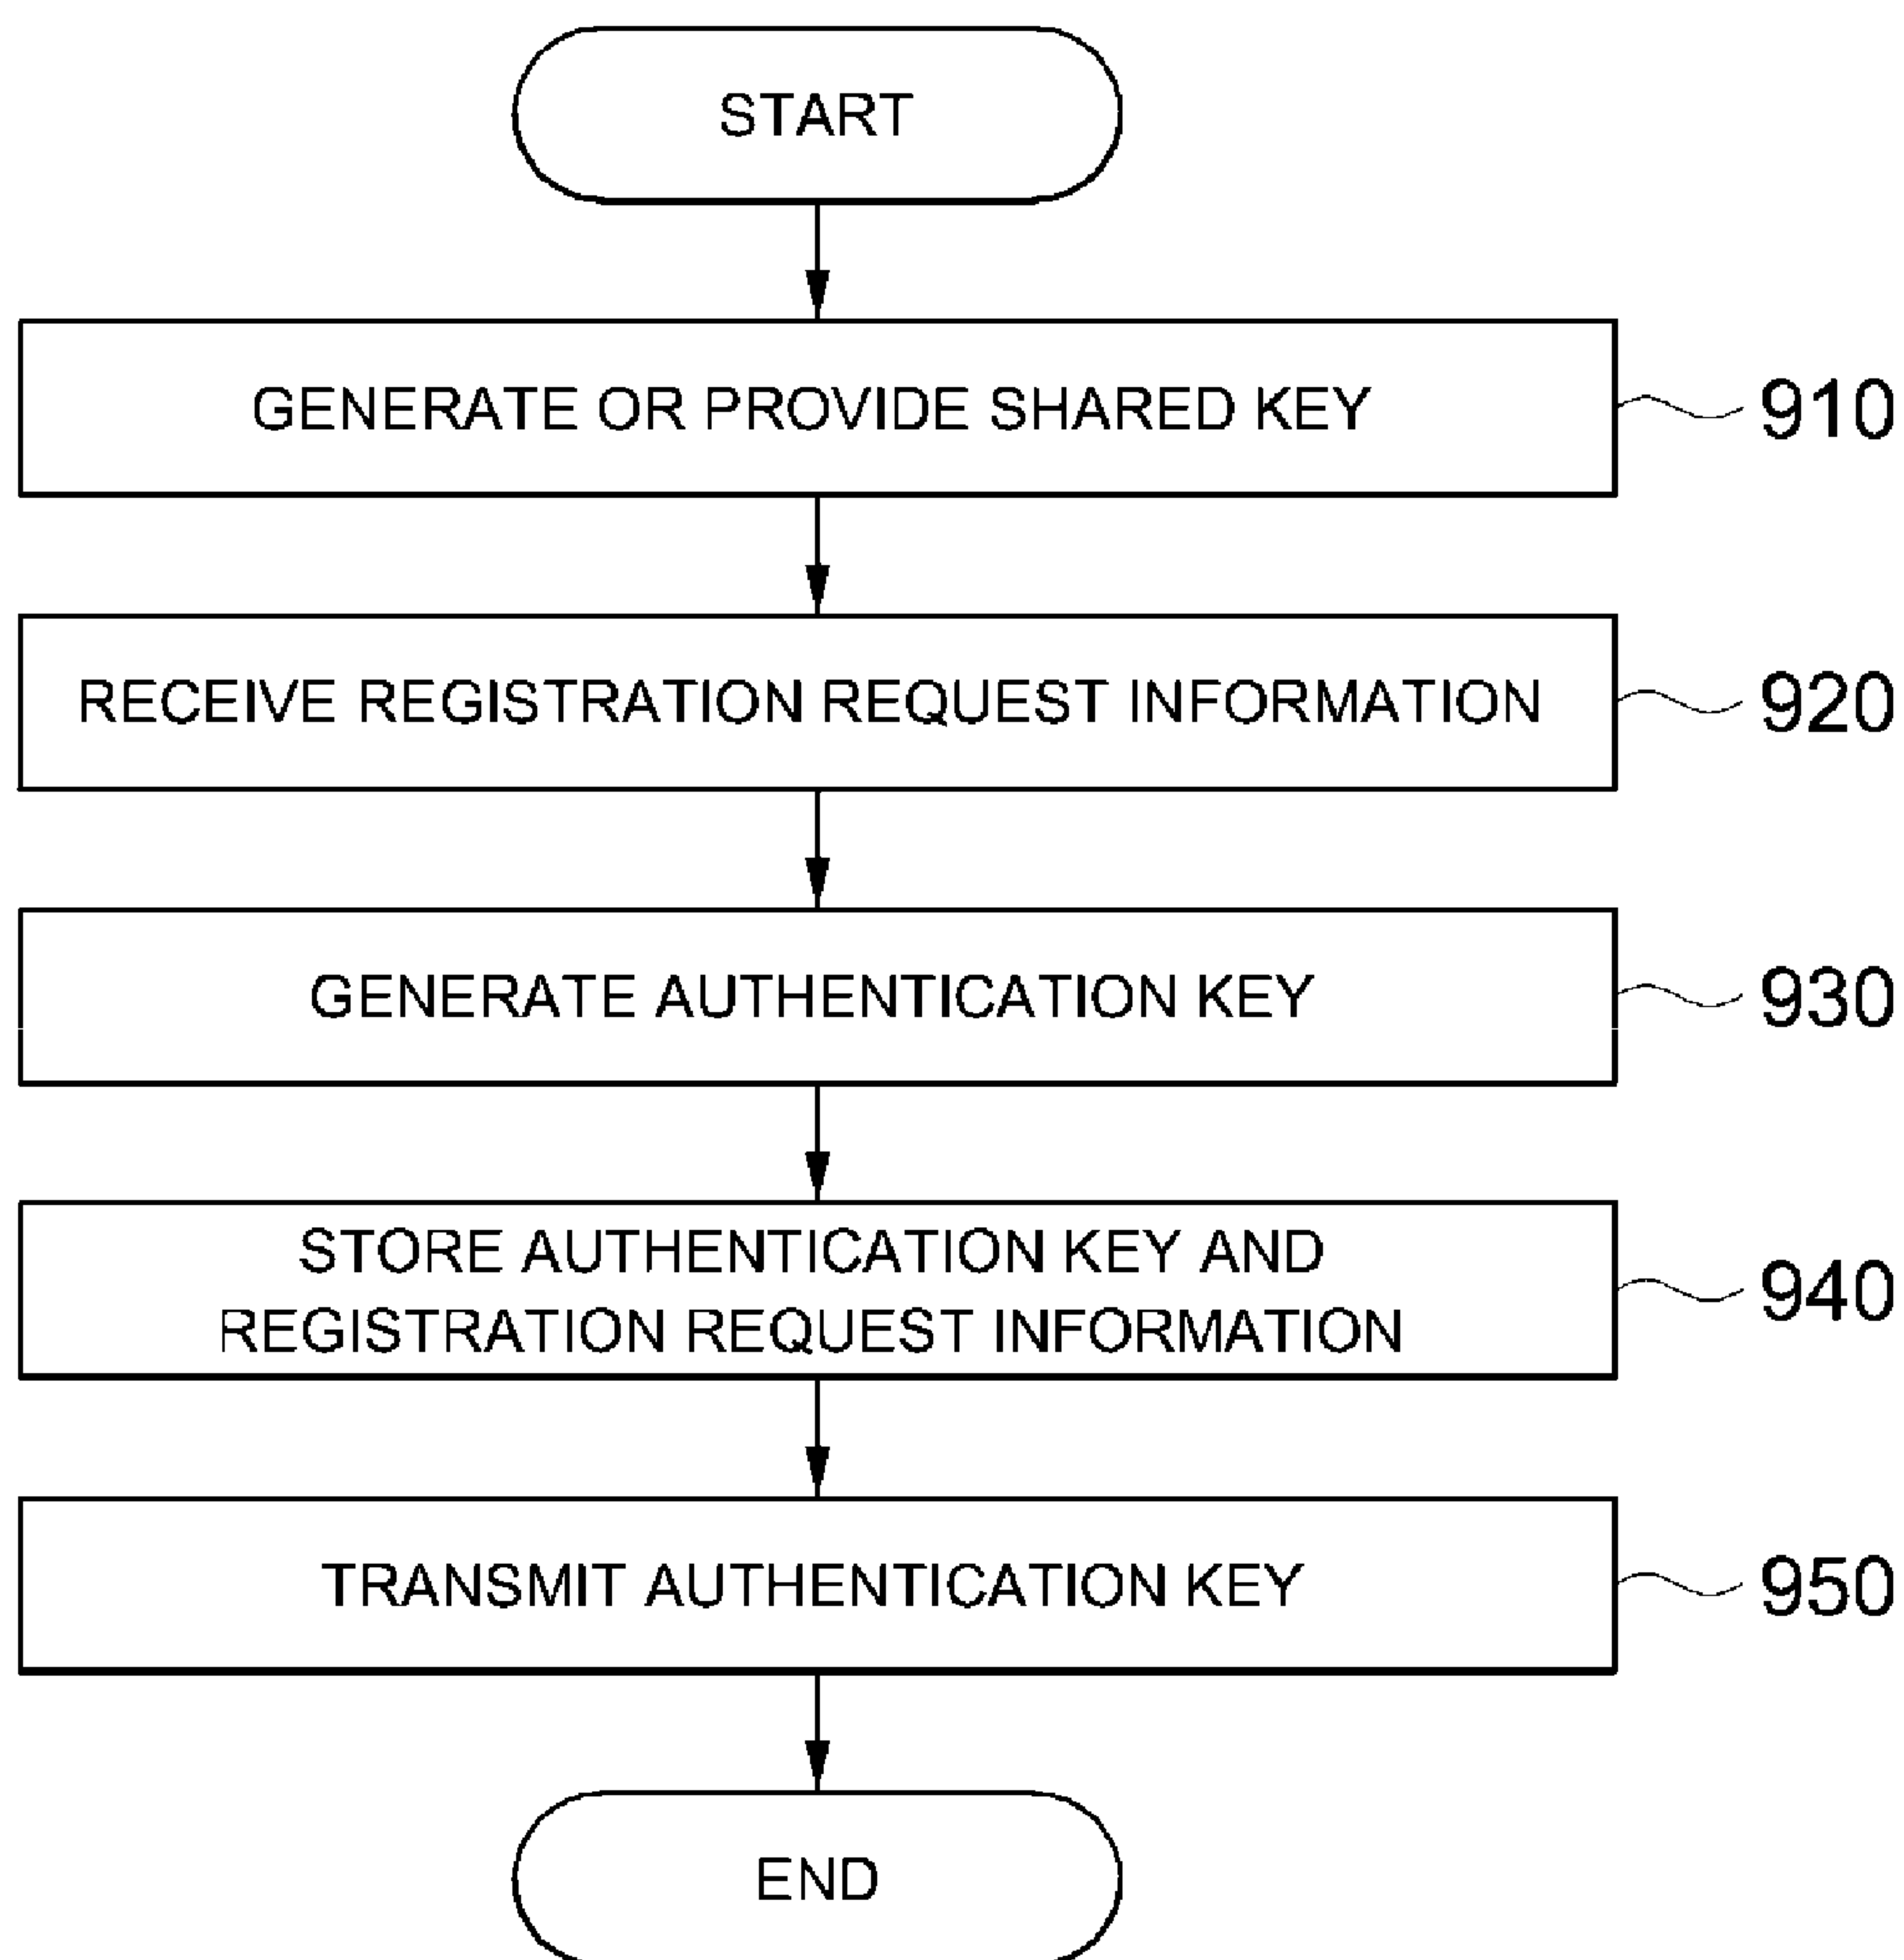 START
GENERATE OR PROVIDE SHARED KEY
910
RECEIVE REGISTRATION REQUEST INFORMATION
920
GENERATE AUTHENTICATION KEY
930
STORE AUTHENTICATION KEY AND
REGISTRATION REQUEST INFORMATION
940
TRANSMIT AUTHENTICATION KEY
950
END